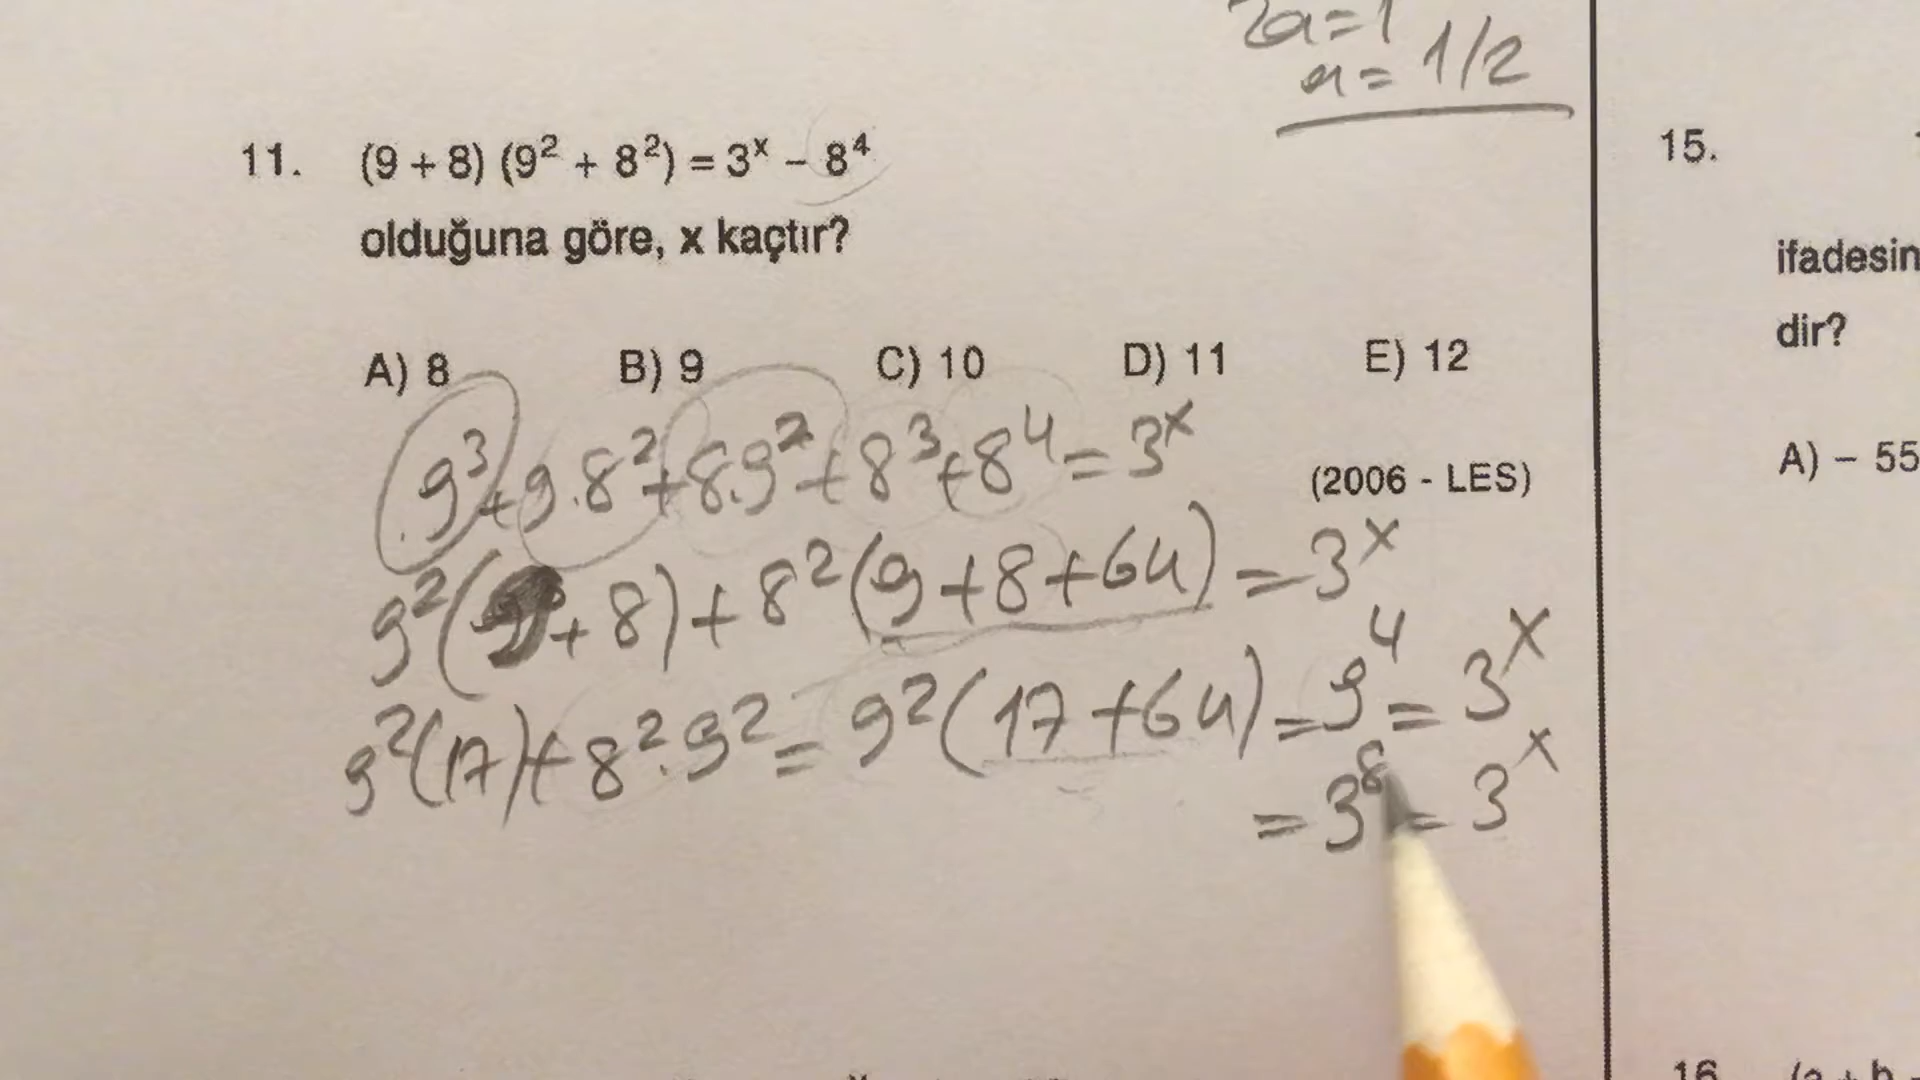 2a=1
a= 1/2
11. (9 + 8) (9² + 8²) = 3ˣ – 8⁴
olduğuna göre, x kaçtır?
A) 8 B) 9 C) 10 D) 11 E) 12
9³+9.8²+8.9²+8³+8⁴=3ˣ
(2006 - LES)
9²(9+8)+8²(9+8+64)=3ˣ
9²(17)+8².9²=9²(17+64)=9⁴=3ˣ
=3⁸=3ˣ
15.
ifadesin
dir?
A) – 55
16.